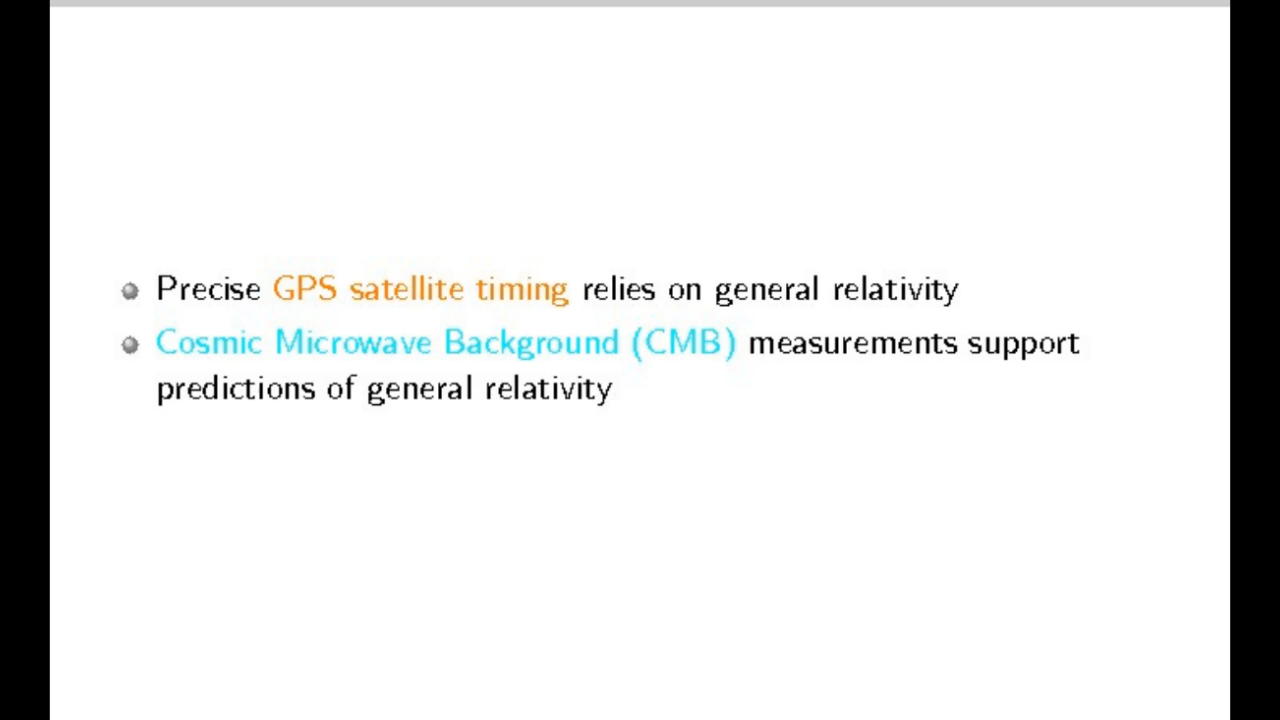 Precise GPS satellite timing relies on general relativity
Cosmic Microwave Background (CMB) measurements support
predictions of general relativity